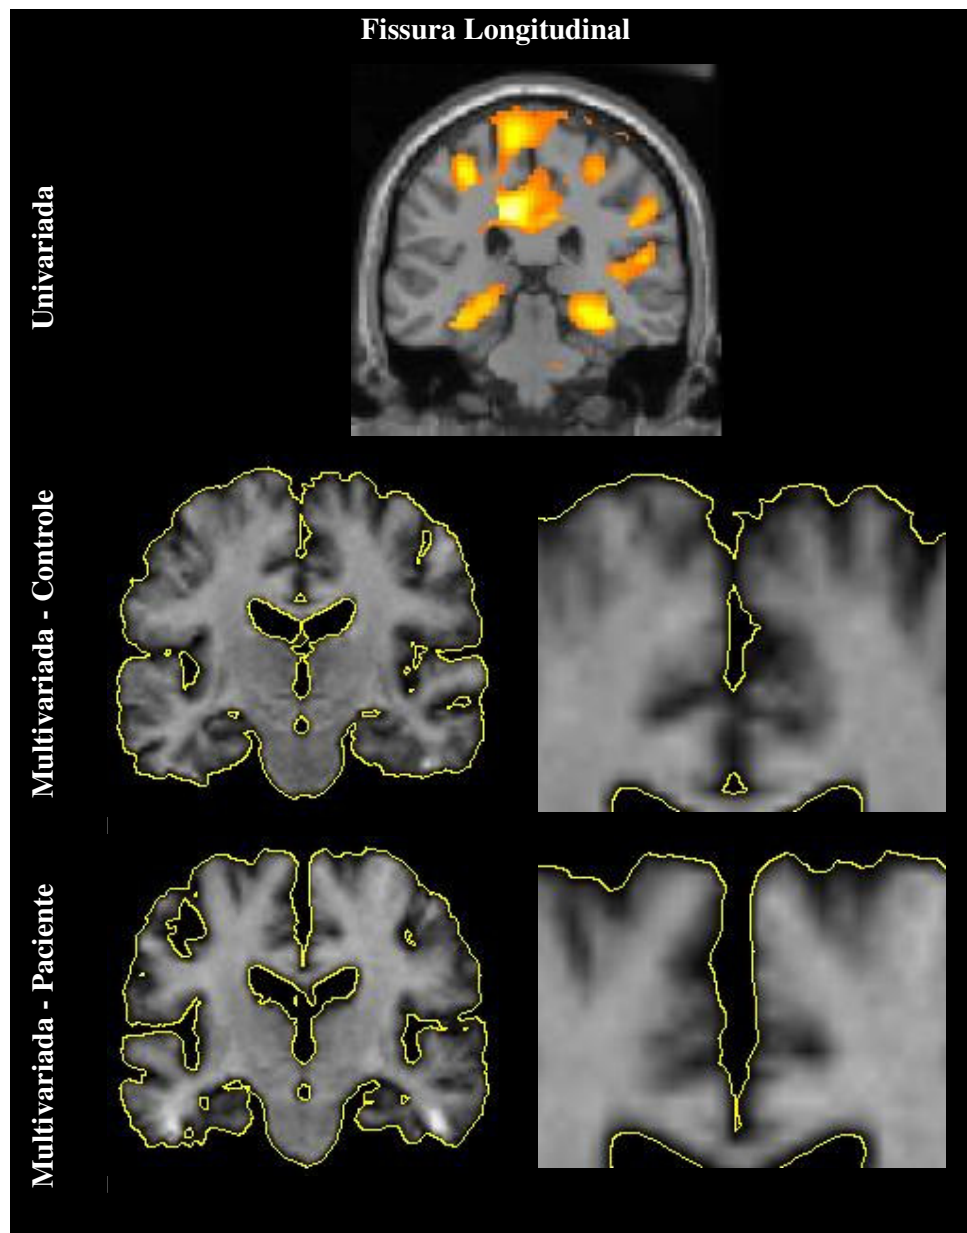 Fissura Longitudinal
Univariada
Multivariada - Controle
Multivariada - Paciente